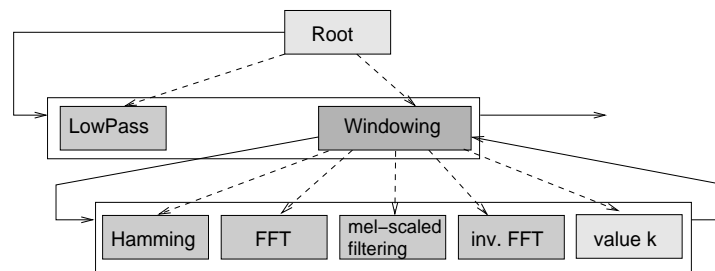 Root
LowPass
Windowing
Hamming
FFT
mel−scaled
filtering
inv. FFT
value k